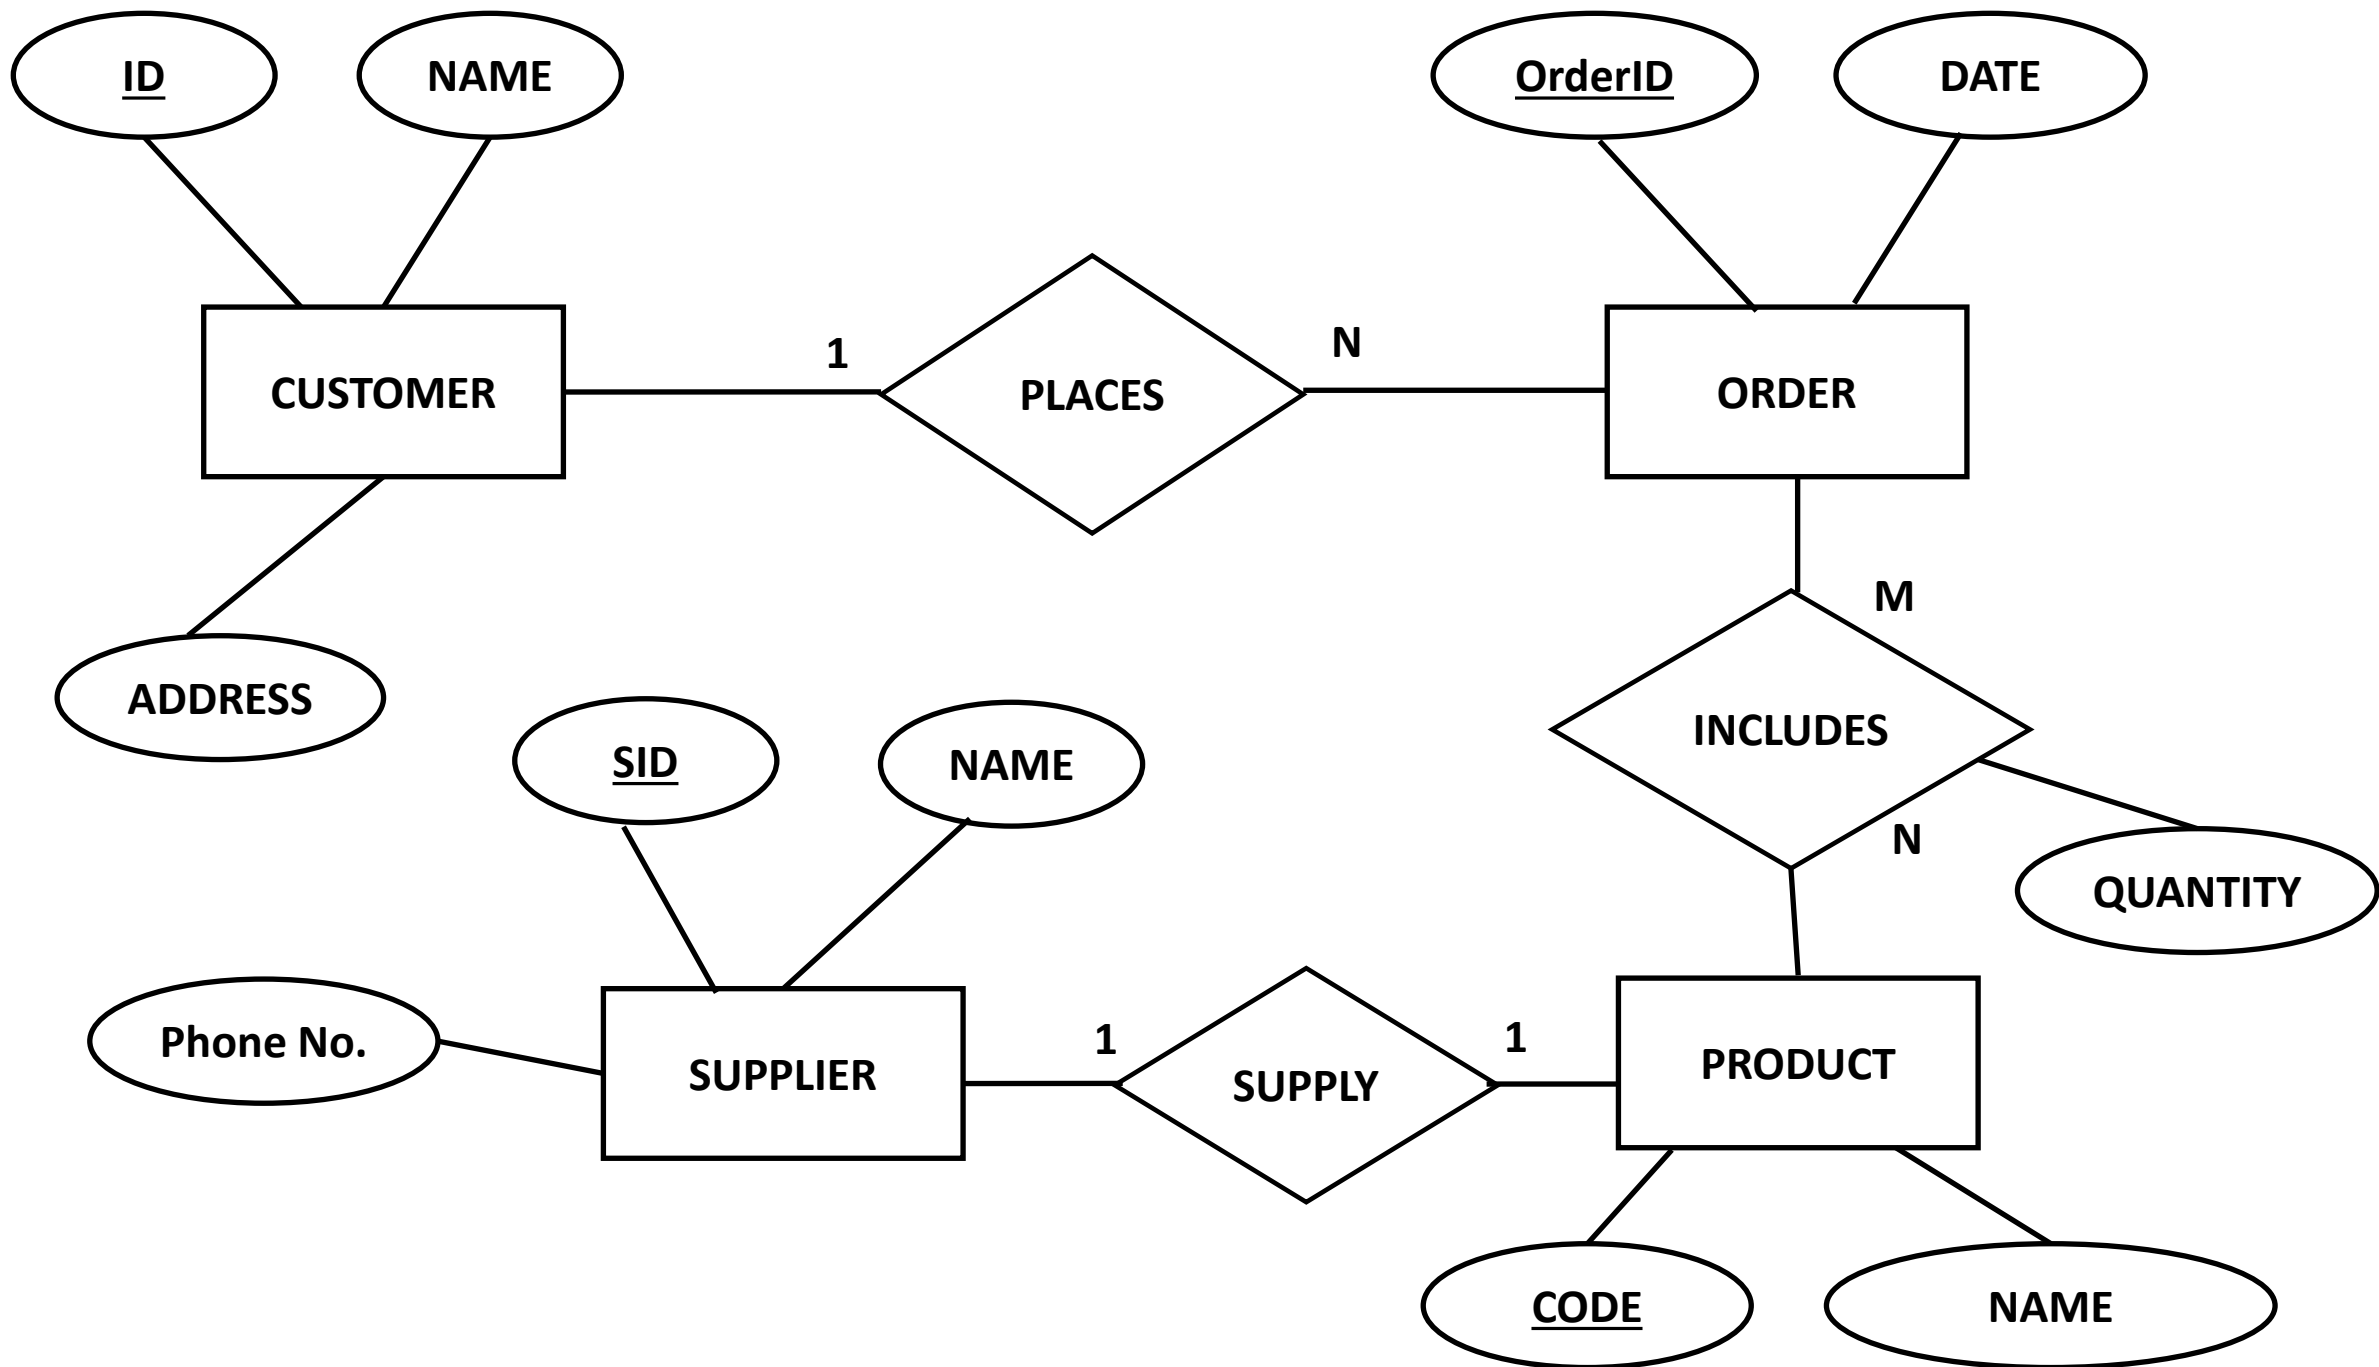 ID
NAME
OrderID
DATE
CUSTOMER
1
PLACES
N
ORDER
ADDRESS
M
INCLUDES
N
QUANTITY
SID
NAME
Phone No.
SUPPLIER
1
SUPPLY
1
PRODUCT
CODE
NAME